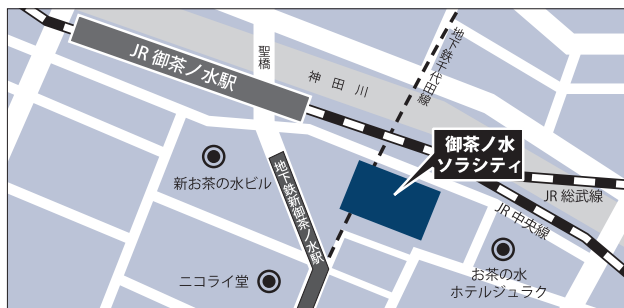 JR 御茶ノ水駅
聖橋
神田川
地下鉄千代田線
御茶ノ水
ソラシティ
新お茶の水ビル
地下鉄新御茶ノ水駅
JR 総武線
JR 中央線
ニコライ堂
お茶の水
ホテルジュラク